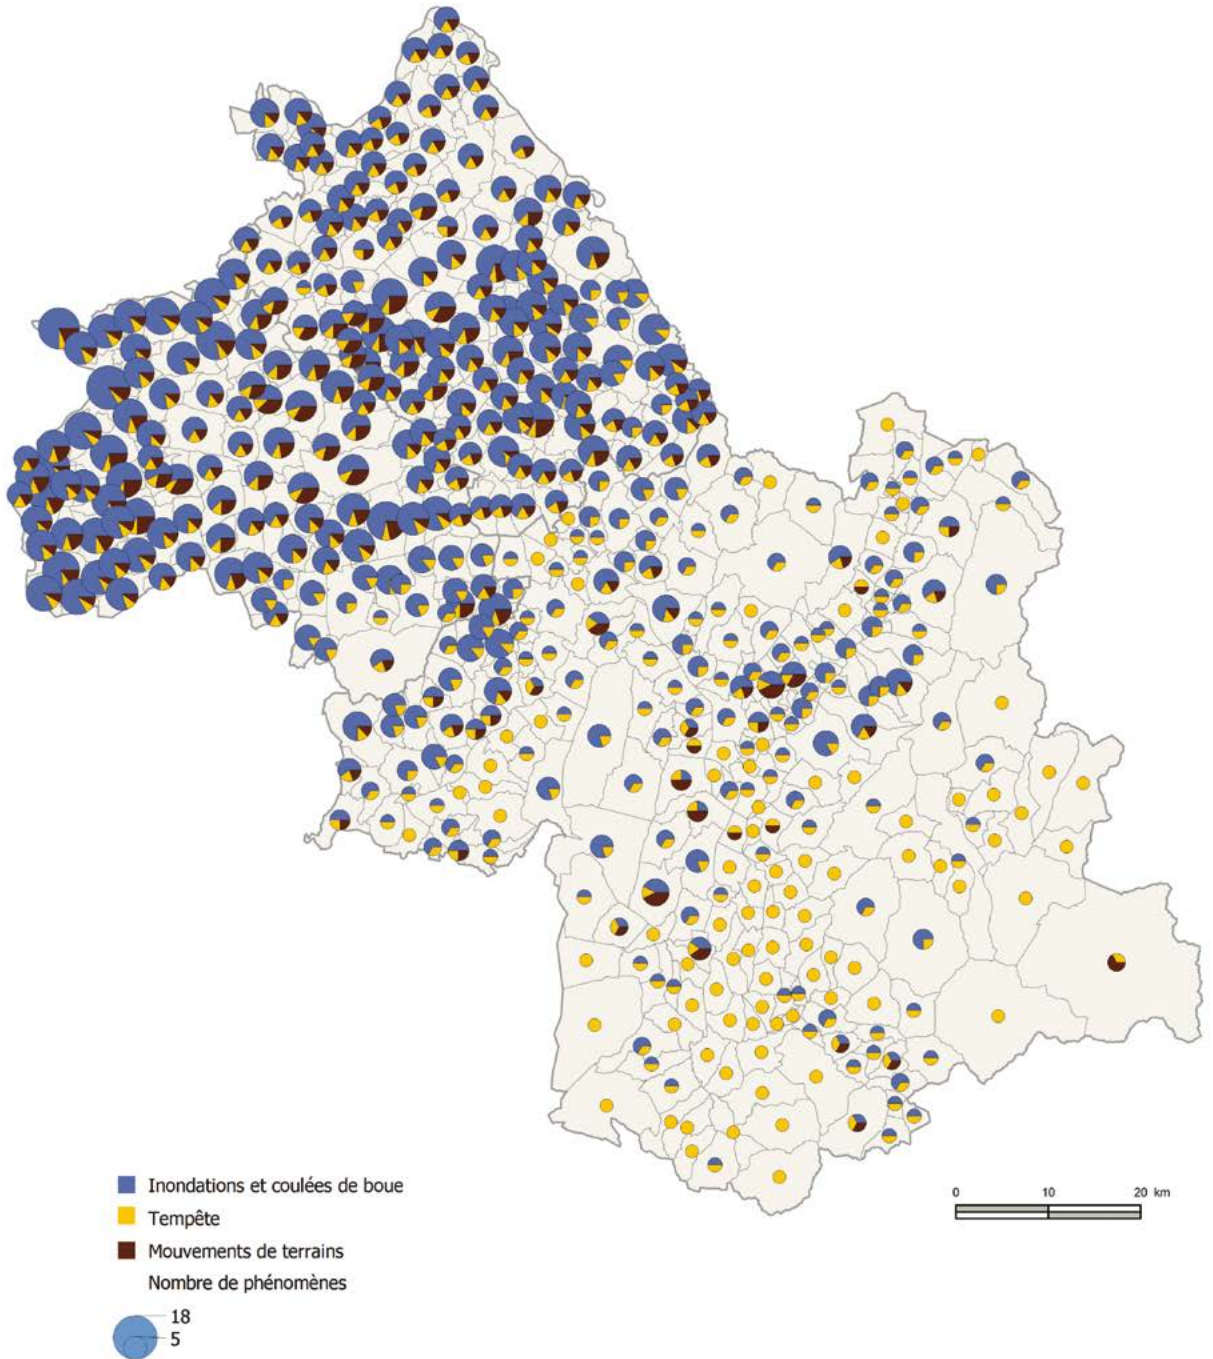 Inondations et coulées de boue
Tempête
Mouvements de terrains
Nombre de phénomènes
18
5
0 10 20 km